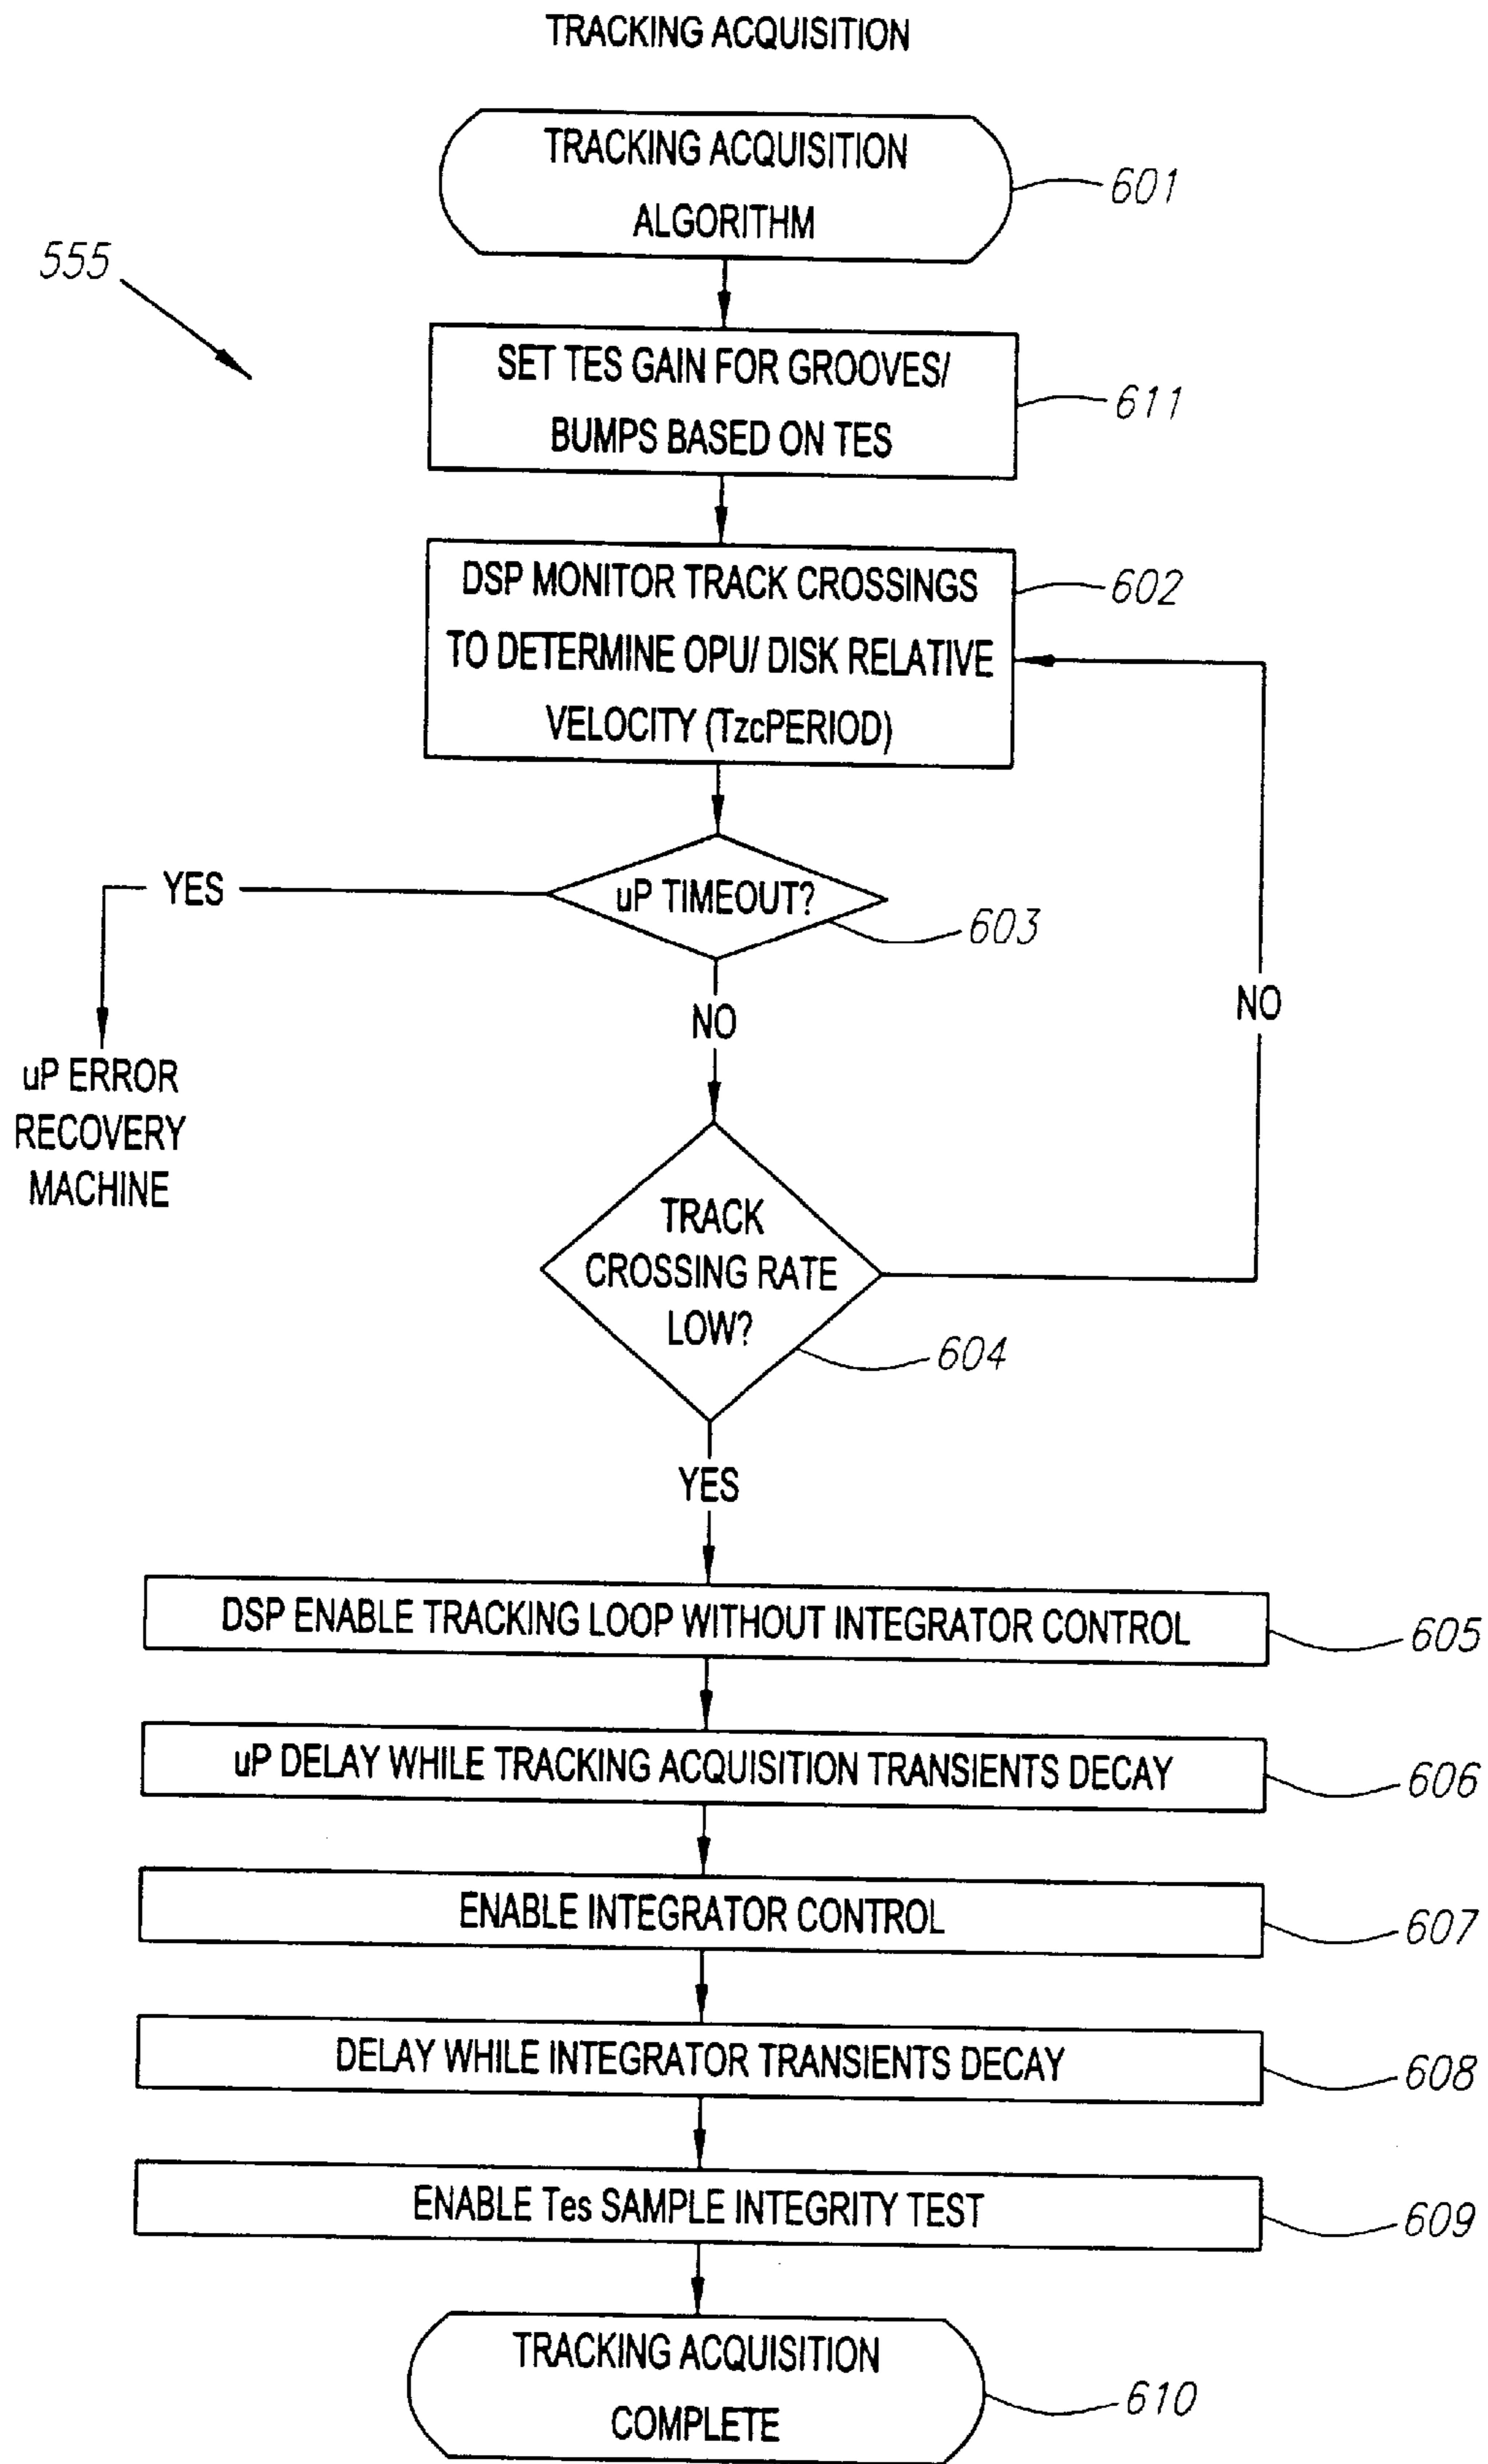 TRACKING ACQUISITION
TRACKING ACQUISITION
ALGORITHM
601
555
SET TES GAIN FOR GROOVES/
BUMPS BASED ON TES
611
DSP MONITOR TRACK CROSSINGS
TO DETERMINE OPU/ DISK RELATIVE
VELOCITY (TzcPERIOD)
602
YES
uP TIMEOUT?
603
NO
NO
uP ERROR
RECOVERY
MACHINE
TRACK
CROSSING RATE
LOW?
604
YES
DSP ENABLE TRACKING LOOP WITHOUT INTEGRATOR CONTROL
605
uP DELAY WHILE TRACKING ACQUISITION TRANSIENTS DECAY
606
ENABLE INTEGRATOR CONTROL
607
DELAY WHILE INTEGRATOR TRANSIENTS DECAY
608
ENABLE Tes SAMPLE INTEGRITY TEST
609
TRACKING ACQUISITION
COMPLETE
610